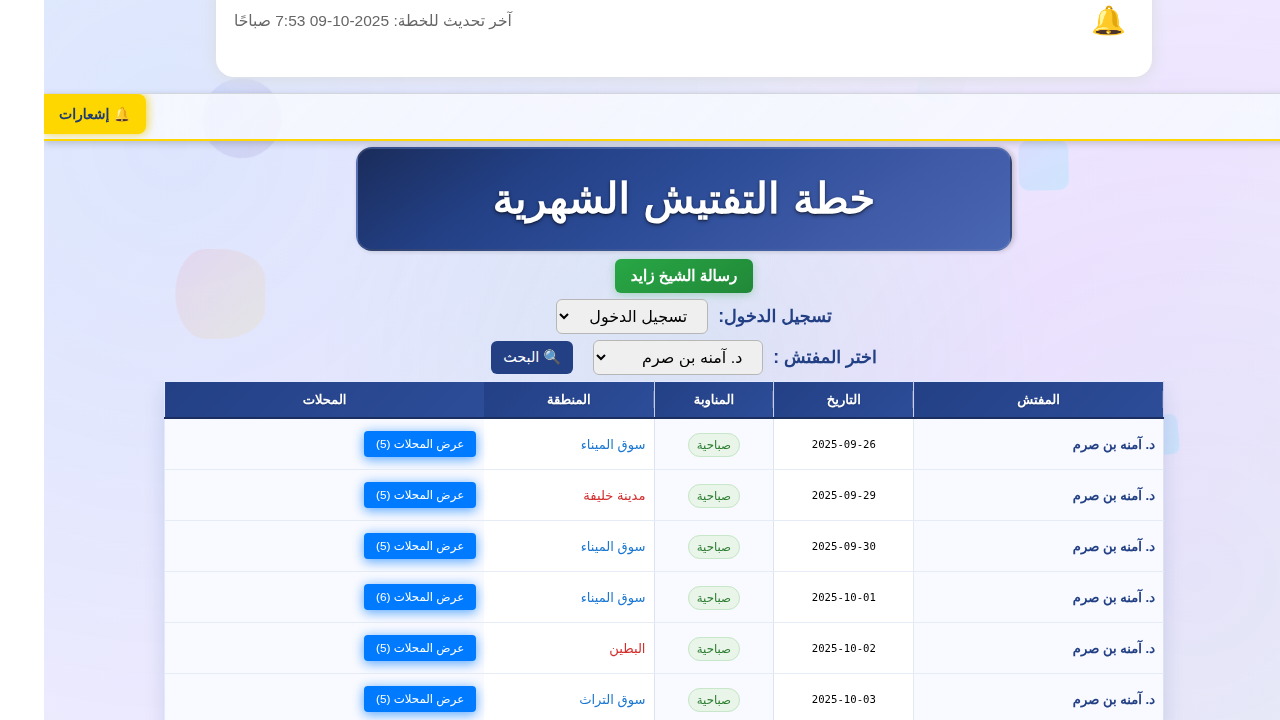 آخر تحديث للخطة: 2025-10-09 7:53 صباحًا
🔔
🔔 إشعارات
خطة التفتيش الشهرية
رسالة الشيخ زايد
تسجيل الدخول: تسجيل الدخول
اختر المفتش : د. آمنه بن صرم 🔍 البحث
المفتش التاريخ المناوبة المنطقة المحلات
د. آمنه بن صرم 2025-09-26 صباحية سوق الميناء عرض المحلات (5)
د. آمنه بن صرم 2025-09-29 صباحية مدينة خليفة عرض المحلات (5)
د. آمنه بن صرم 2025-09-30 صباحية سوق الميناء عرض المحلات (5)
د. آمنه بن صرم 2025-10-01 صباحية سوق الميناء عرض المحلات (6)
د. آمنه بن صرم 2025-10-02 صباحية البطين عرض المحلات (5)
د. آمنه بن صرم 2025-10-03 صباحية سوق التراث عرض المحلات (5)